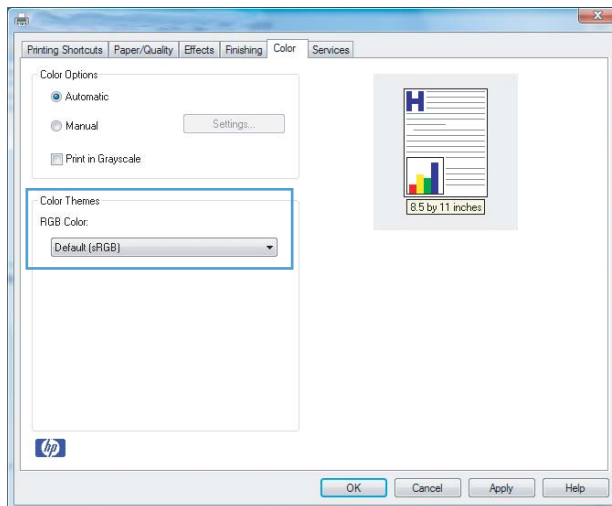 Printing Shortcuts Paper/Quality Effects Finishing Color Services
Color Options
Automatic
Manual
Settings...
Print in Grayscale
Color Themes
RGB Color:
Default (sRGB)
H
8.5 by 11 inches
hp
OK Cancel Apply Help